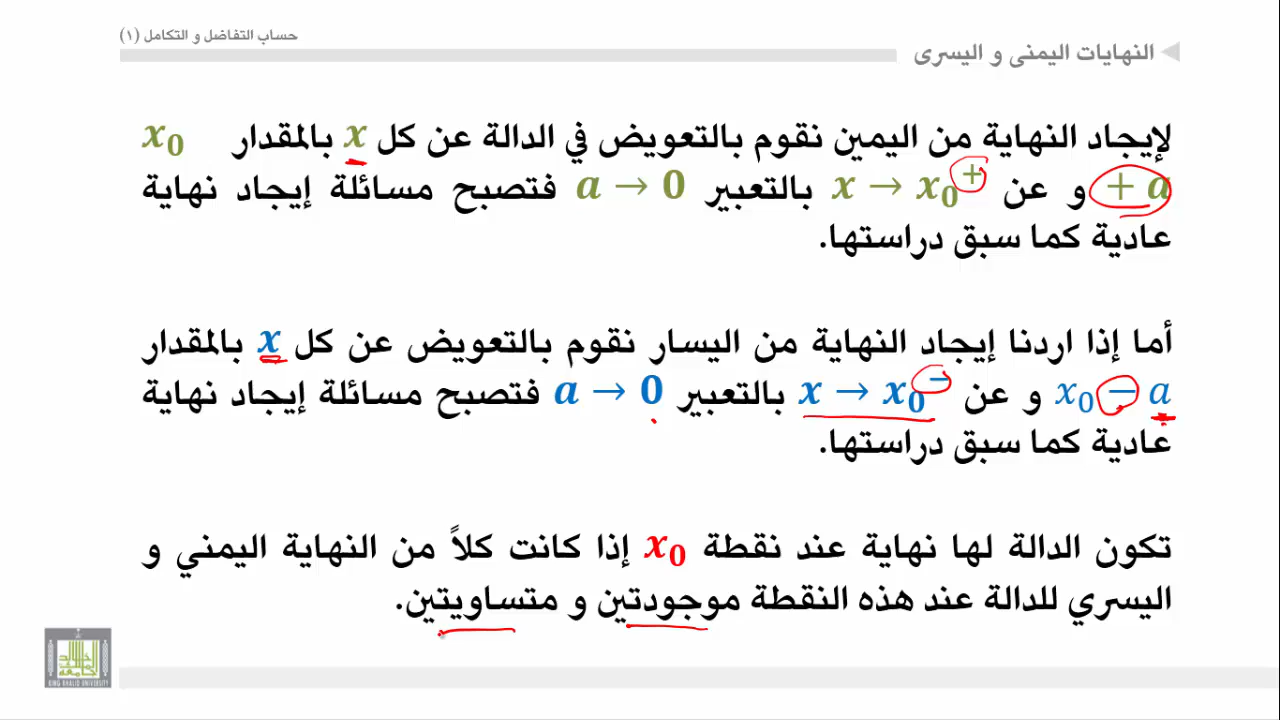 حساب التفاضل و التكامل (١)
النهايات اليمنى و اليسرى
لإيجاد النهاية من اليمين نقوم بالتعويض في الدالة عن كل x بالمقدار x₀
+ a و عن x → x₀⁺ بالتعبير a → 0 فتصبح مسائلة إيجاد نهاية
عادية كما سبق دراستها.
أما إذا اردنا إيجاد النهاية من اليسار نقوم بالتعويض عن كل x بالمقدار
x₀ − a و عن x → x₀⁻ بالتعبير a → 0 فتصبح مسائلة إيجاد نهاية
عادية كما سبق دراستها.
تكون الدالة لها نهاية عند نقطة x₀ إذا كانت كلاً من النهاية اليمني و
اليسري للدالة عند هذه النقطة موجودتين و متساويتين.
KING KHALID UNIVERSITY